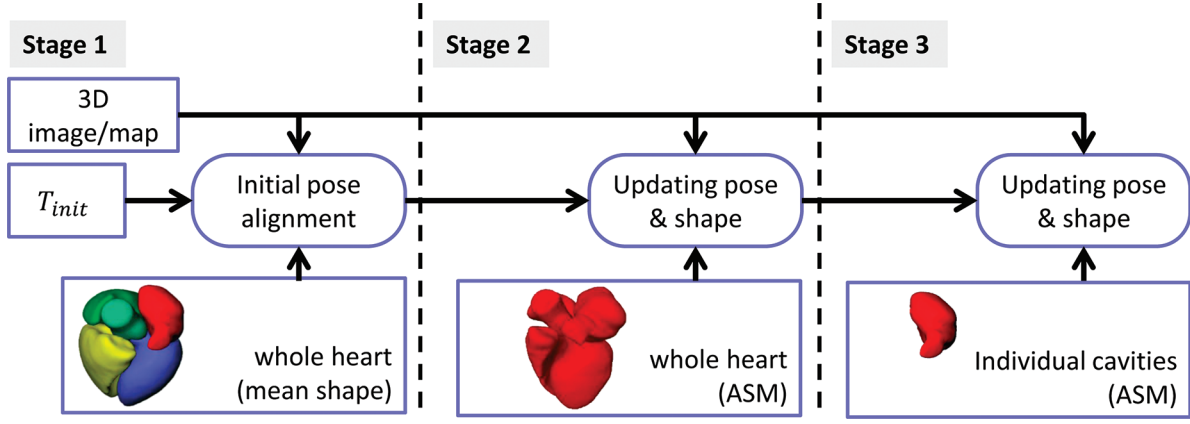 Stage 1
Stage 2
Stage 3
3D
image/map
T_init
Initial pose
alignment
Updating pose
& shape
Updating pose
& shape
whole heart
(mean shape)
whole heart
(ASM)
Individual cavities
(ASM)